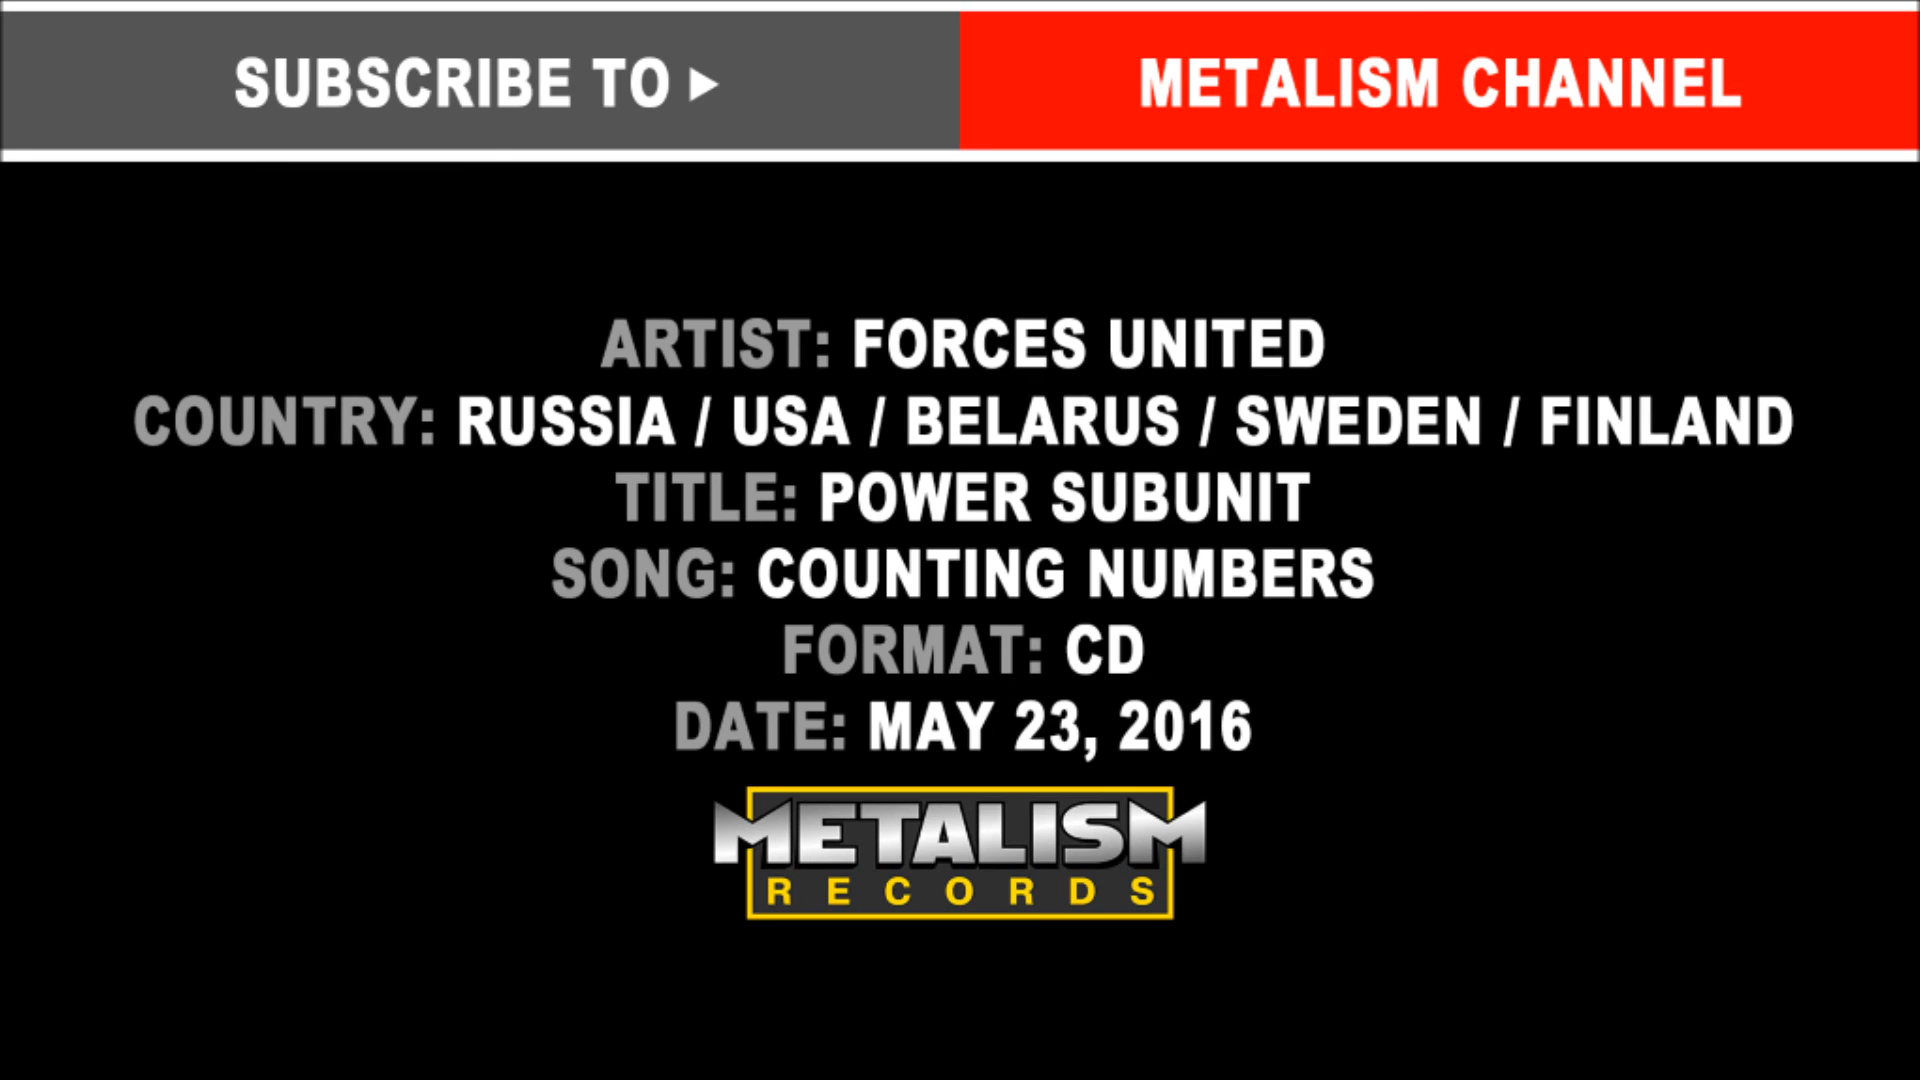 SUBSCRIBE TO ▶ METALISM CHANNEL
ARTIST: FORCES UNITED
COUNTRY: RUSSIA / USA / BELARUS / SWEDEN / FINLAND
TITLE: POWER SUBUNIT
SONG: COUNTING NUMBERS
FORMAT: CD
DATE: MAY 23, 2016
METALISM
RECORDS